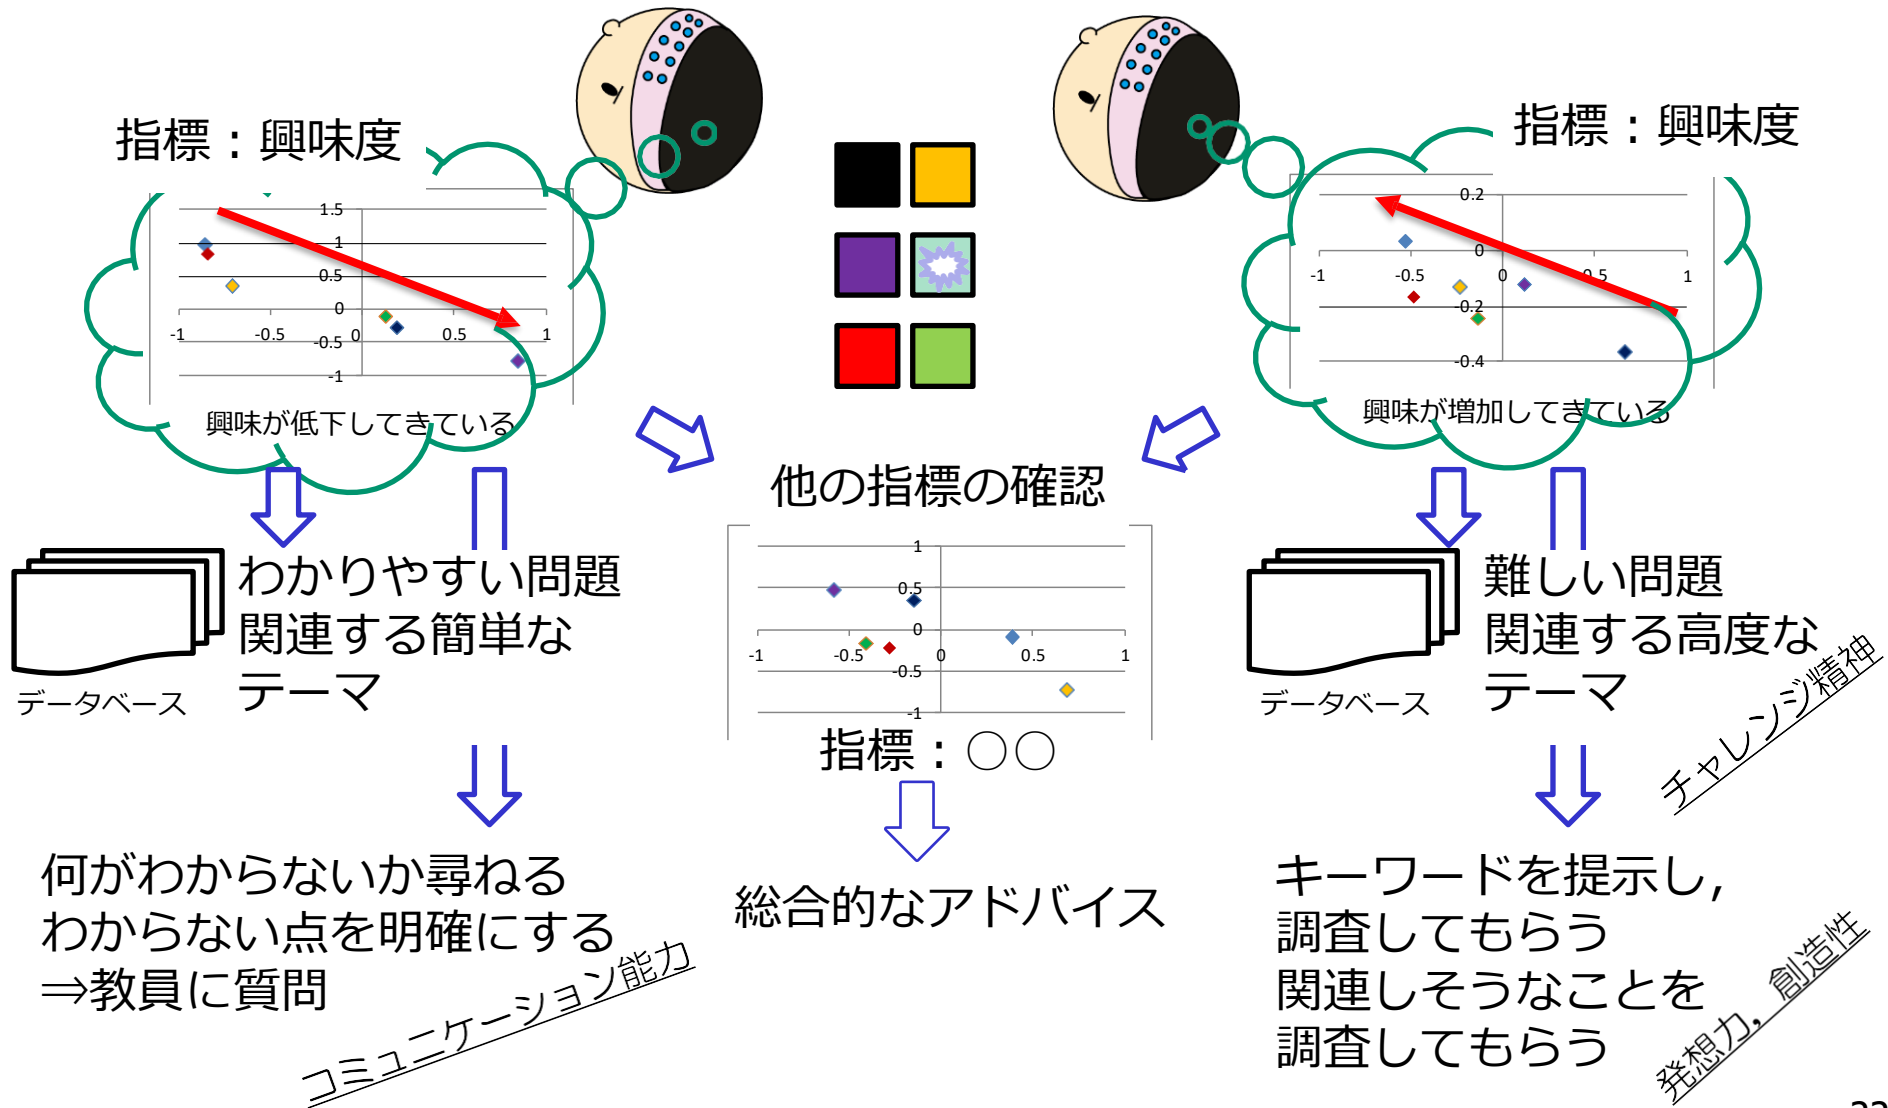 指標：興味度
1.5
1
0.5
0
-0.5
-1
-1
-0.5
0
0.5
1
興味が低下してきている
指標：興味度
0.2
0
-0.2
-0.4
-1
-0.5
0
0.5
1
興味が増加してきている
他の指標の確認
1
0.5
0
-0.5
-1
-1
-0.5
0
0.5
1
指標：○○
総合的なアドバイス
データベース
わかりやすい問題
関連する簡単な
テーマ
何がわからないか尋ねる
わからない点を明確にする
⇒教員に質問
コミュニケーション能力
データベース
難しい問題
関連する高度な
テーマ
チャレンジ精神
キーワードを提示し,
調査してもらう
関連しそうなことを
調査してもらう
発想力，創造性